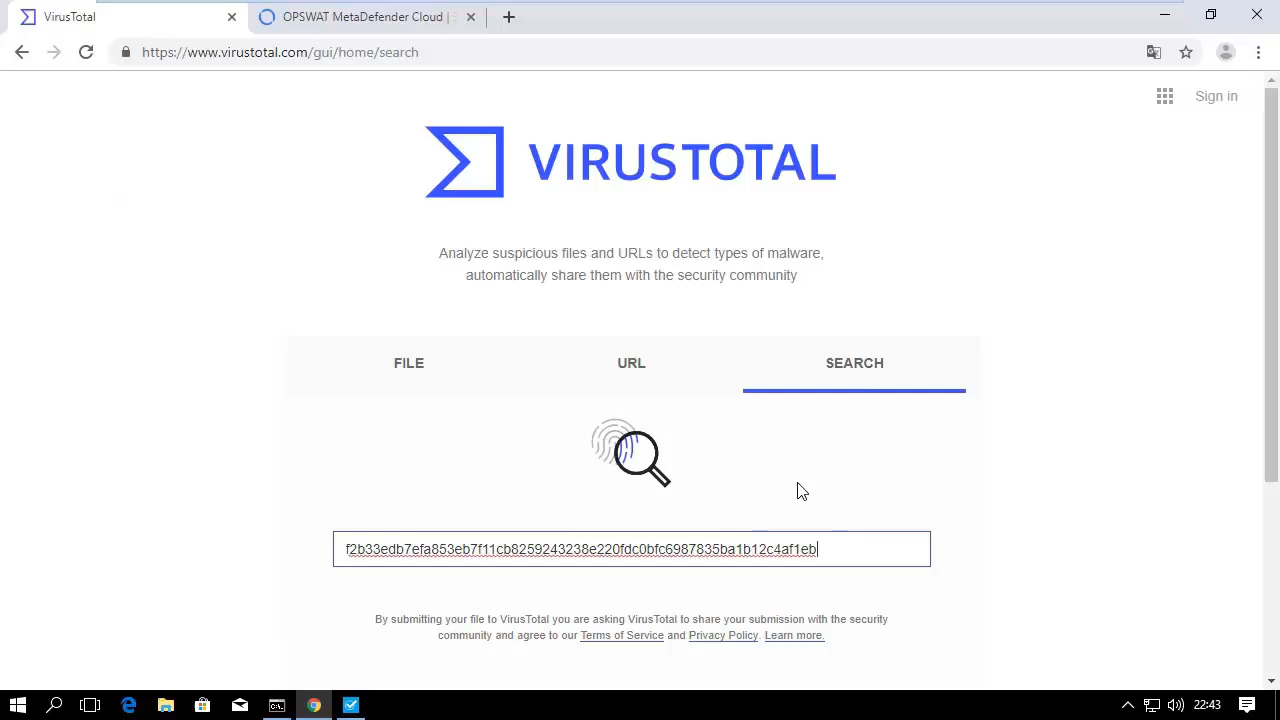 VirusTotal
OPSWAT MetaDefender Cloud |
https://www.virustotal.com/gui/home/search
Sign in
VIRUSTOTAL
Analyze suspicious files and URLs to detect types of malware,
automatically share them with the security community
FILE
URL
SEARCH
f2b33edb7efa853eb7f11cb8259243238e220fdc0bfc6987835ba1b12c4af1eb
By submitting your file to VirusTotal you are asking VirusTotal to share your submission with the security
community and agree to our Terms of Service and Privacy Policy. Learn more.
22:43